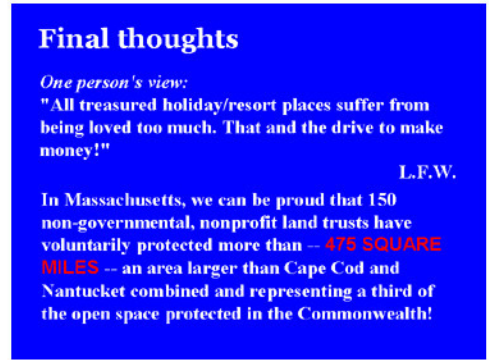 Final thoughts
One person's view:
"All treasured holiday/resort places suffer from
being loved too much. That and the drive to make
money!"
L.F.W.
In Massachusetts, we can be proud that 150
non-governmental, nonprofit land trusts have
voluntarily protected more than -- 475 SQUARE
MILES -- an area larger than Cape Cod and
Nantucket combined and representing a third of
the open space protected in the Commonwealth!